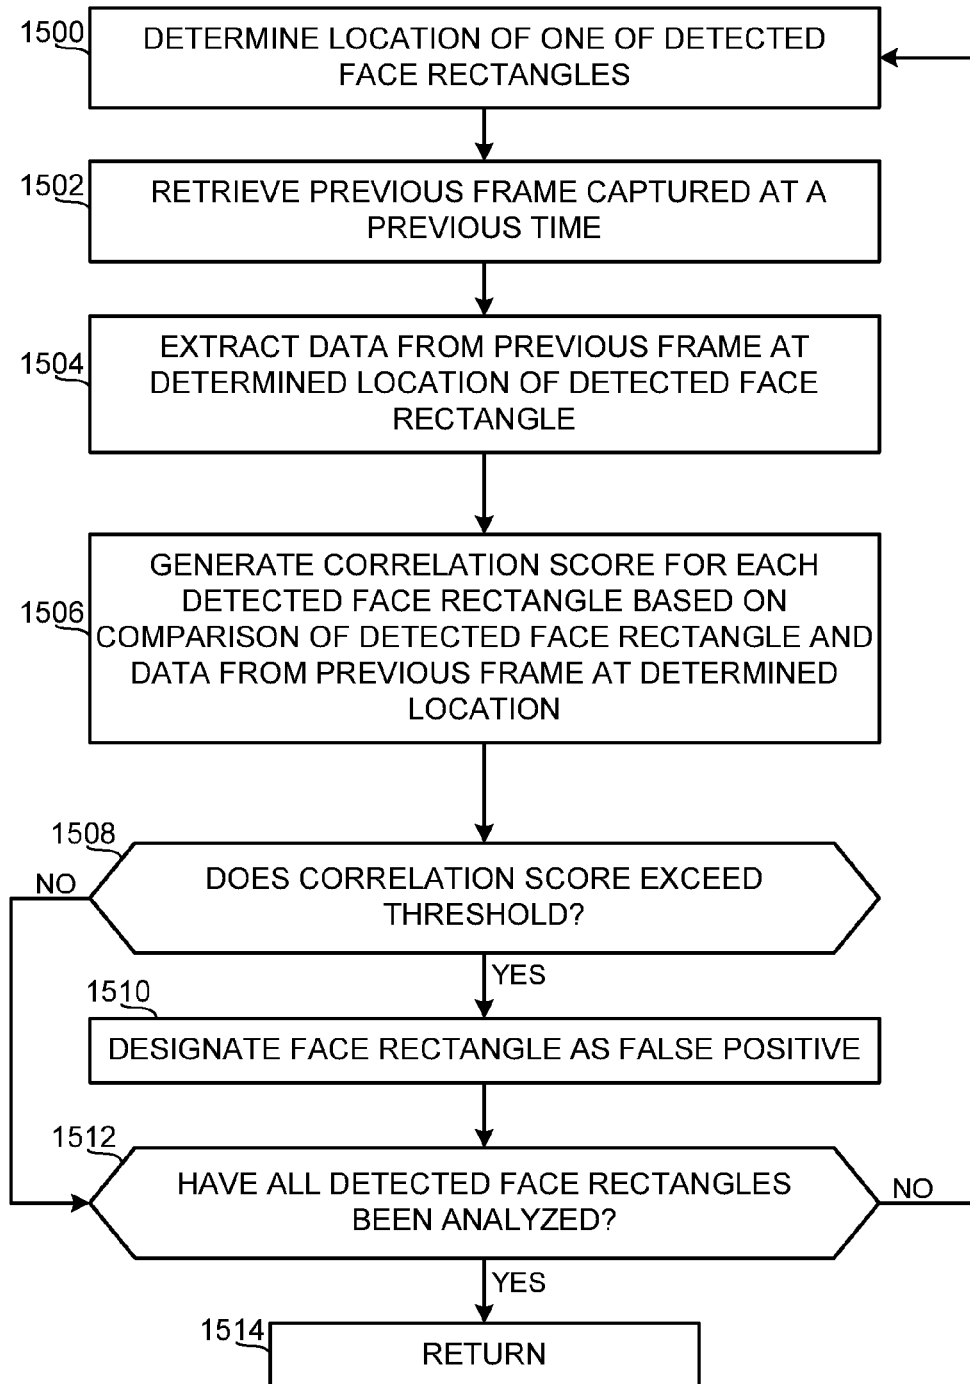 1500
DETERMINE LOCATION OF ONE OF DETECTED
FACE RECTANGLES
1502
RETRIEVE PREVIOUS FRAME CAPTURED AT A
PREVIOUS TIME
1504
EXTRACT DATA FROM PREVIOUS FRAME AT
DETERMINED LOCATION OF DETECTED FACE
RECTANGLE
1506
GENERATE CORRELATION SCORE FOR EACH
DETECTED FACE RECTANGLE BASED ON
COMPARISON OF DETECTED FACE RECTANGLE AND
DATA FROM PREVIOUS FRAME AT DETERMINED
LOCATION
1508
NO
DOES CORRELATION SCORE EXCEED
THRESHOLD?
YES
1510
DESIGNATE FACE RECTANGLE AS FALSE POSITIVE
1512
HAVE ALL DETECTED FACE RECTANGLES
BEEN ANALYZED?
NO
YES
1514
RETURN